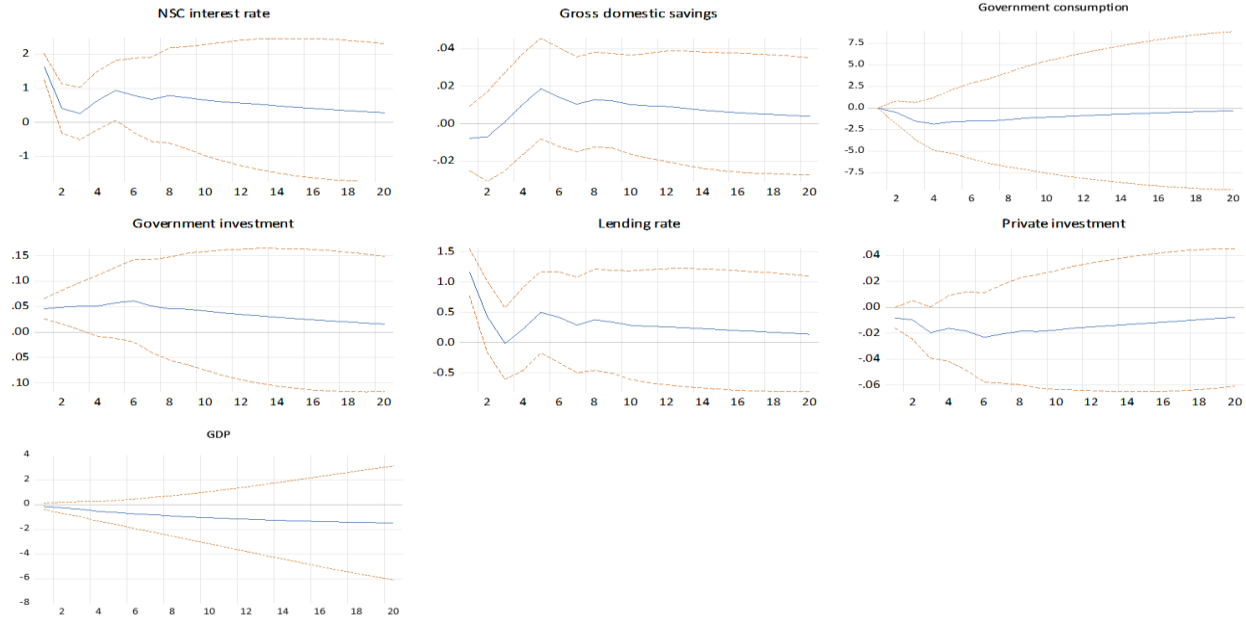 NSC interest rate
2
1
0
-1
2 4 6 8 10 12 14 16 18 20
Gross domestic savings
.04
.02
.00
-.02
2 4 6 8 10 12 14 16 18 20
Government consumption
7.5
5.0
2.5
0.0
-2.5
-5.0
-7.5
2 4 6 8 10 12 14 16 18 20
Government investment
.15
.10
.05
.00
.05
.10
2 4 6 8 10 12 14 16 18 20
Lending rate
1.5
1.0
0.5
0.0
-0.5
2 4 6 8 10 12 14 16 18 20
Private investment
.04
.02
.00
-.02
-.04
-.06
2 4 6 8 10 12 14 16 18 20
GDP
4
2
0
-2
-4
-6
-8
2 4 6 8 10 12 14 16 18 20